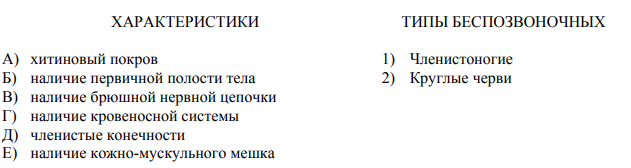 ХАРАКТЕРИСТИКИ ТИПЫ БЕСПОЗВОНОЧНЫХ
А) хитиновый покров 1) Членистоногие
Б) наличие первичной полости тела 2) Круглые черви
В) наличие брюшной нервной цепочки
Г) наличие кровеносной системы
Д) членистые конечности
Е) наличие кожно-мускульного мешка